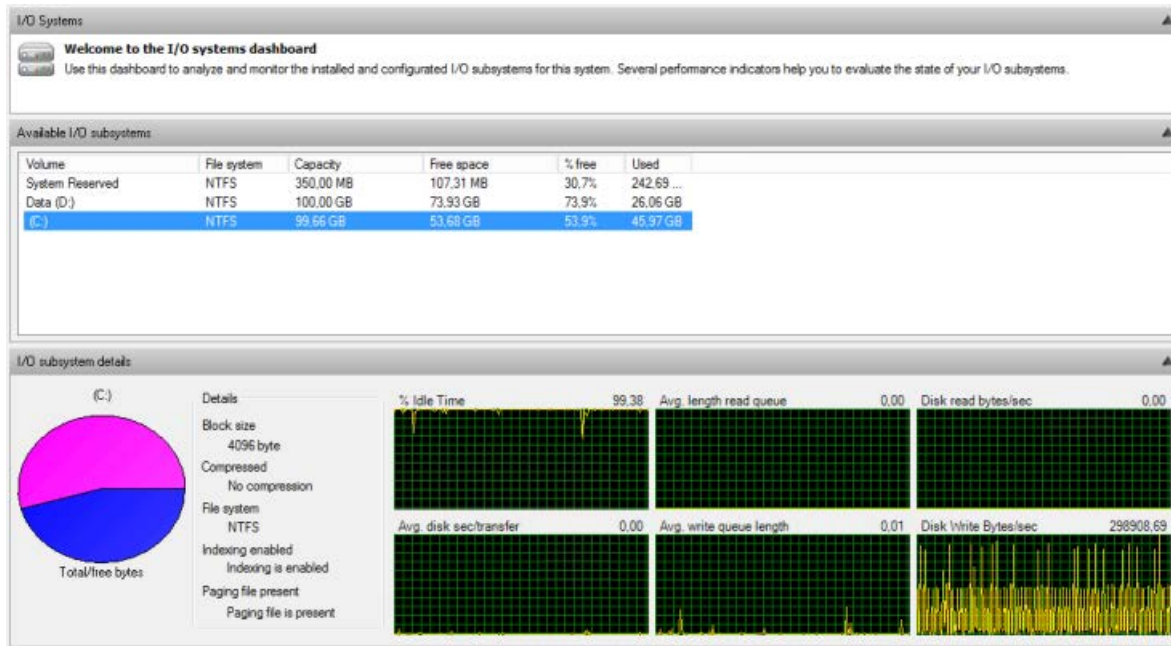 I/O Systems
Welcome to the I/O systems dashboard
Use this dashboard to analyze and monitor the installed and configurated I/O subsystems for this system. Several performance indicators help you to evaluate the state of your I/O subsystems.
Available I/O subsystems
Volume File system Capacity Free space % free Used
System Reserved NTFS 350,00 MB 107,31 MB 30,7% 242,69 ...
Data (D:) NTFS 100,00 GB 73,93 GB 73,9% 26,06 GB
(C:) NTFS 99,66 GB 53,68 GB 53,9% 45,97 GB
I/O subsystem details
(C:)
Total/free bytes
Details
Block size
4096 byte
Compressed
No compression
File system
NTFS
Indexing enabled
Indexing is enabled
Paging file present
Paging file is present
% Idle Time 99,38
Avg. length read queue 0,00
Disk read bytes/sec 0,00
Avg. disk sec/transfer 0,00
Avg. write queue length 0,01
Disk Write Bytes/sec 298908,69